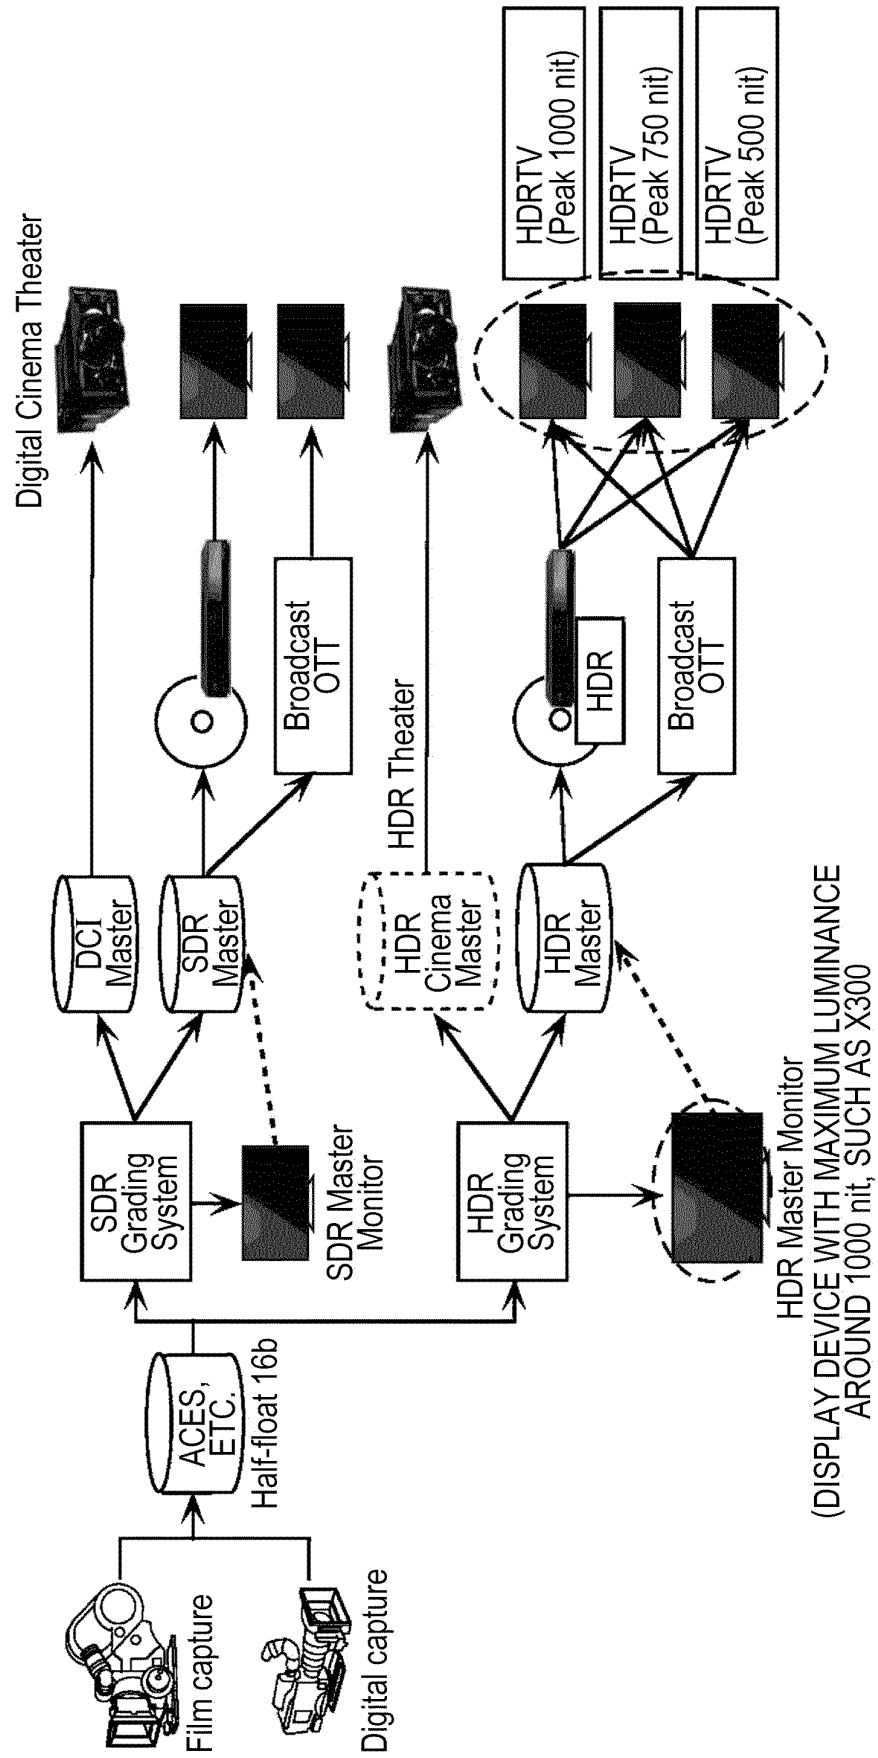 Film capture
Digital capture
ACES,
ETC.
Half-float 16b
SDR
Grading
System
SDR Master
Monitor
HDR
Grading
System
HDR Master Monitor
(DISPLAY DEVICE WITH MAXIMUM LUMINANCE
AROUND 1000 nit, SUCH AS X300
DCI
Master
SDR
Master
HDR
Cinema
Master
HDR
Master
Digital Cinema Theater
Broadcast
OTT
HDR Theater
HDR
Broadcast
OTT
HDRTV
(Peak 1000 nit)
HDRTV
(Peak 750 nit)
HDRTV
(Peak 500 nit)